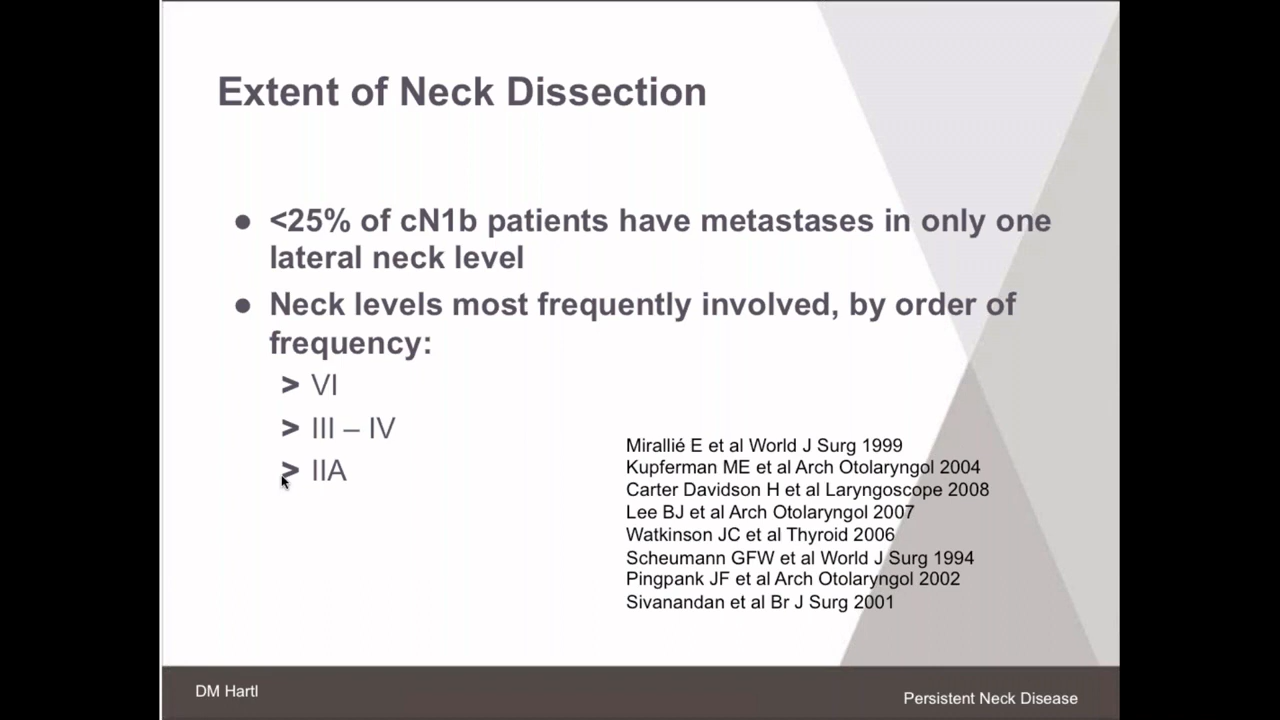 Extent of Neck Dissection
● <25% of cN1b patients have metastases in only one
lateral neck level
● Neck levels most frequently involved, by order of
frequency:
> VI
> III – IV
> IIA
Mirallié E et al World J Surg 1999
Kupferman ME et al Arch Otolaryngol 2004
Carter Davidson H et al Laryngoscope 2008
Lee BJ et al Arch Otolaryngol 2007
Watkinson JC et al Thyroid 2006
Scheumann GFW et al World J Surg 1994
Pingpank JF et al Arch Otolaryngol 2002
Sivanandan et al Br J Surg 2001
DM Hartl
Persistent Neck Disease